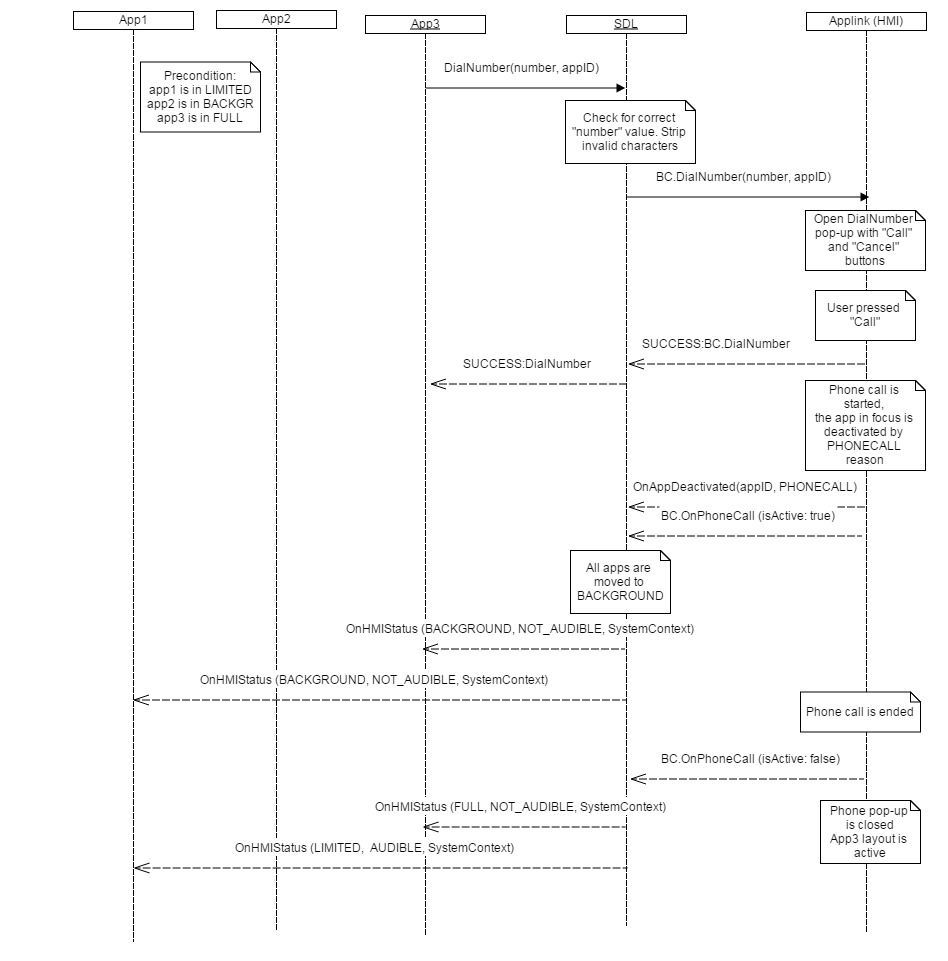 App1
App2
App3
SDL
Applink (HMI)
Precondition:
app1 is in LIMITED
app2 is in BACKGR
app3 is in FULL
DialNumber(number, appID)
Check for correct
"number" value. Strip
invalid characters
BC.DialNumber(number, appID)
Open DialNumber
pop-up with "Call"
and "Cancel"
buttons
User pressed
"Call"
SUCCESS:BC.DialNumber
SUCCESS:DialNumber
Phone call is
started,
the app in focus is
deactivated by
PHONECALL
reason
OnAppDeactivated(appID, PHONECALL)
BC.OnPhoneCall (isActive: true)
All apps are
moved to
BACKGROUND
OnHMIStatus (BACKGROUND, NOT_AUDIBLE, SystemContext)
OnHMIStatus (BACKGROUND, NOT_AUDIBLE, SystemContext)
Phone call is ended
BC.OnPhoneCall (isActive: false)
OnHMIStatus (FULL, NOT_AUDIBLE, SystemContext)
Phone pop-up
is closed
App3 layout is
active
OnHMIStatus (LIMITED, AUDIBLE, SystemContext)